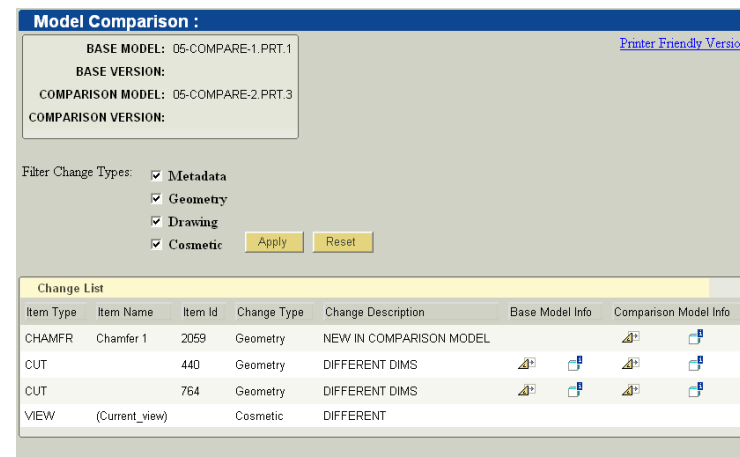 Model Comparison :
BASE MODEL: 05-COMPARE-1.PRT.1
Printer Friendly Versio
BASE VERSION:
COMPARISON MODEL: 05-COMPARE-2.PRT.3
COMPARISON VERSION:
Filter Change Types: Metadata
Geometry
Drawing
Cosmetic Apply Reset
Change List
Item Type Item Name Item Id Change Type Change Description Base Model Info Comparison Model Info
CHAMFR Chamfer 1 2059 Geometry NEW IN COMPARISON MODEL
CUT 440 Geometry DIFFERENT DIMS
CUT 764 Geometry DIFFERENT DIMS
VIEW (Current_view) Cosmetic DIFFERENT